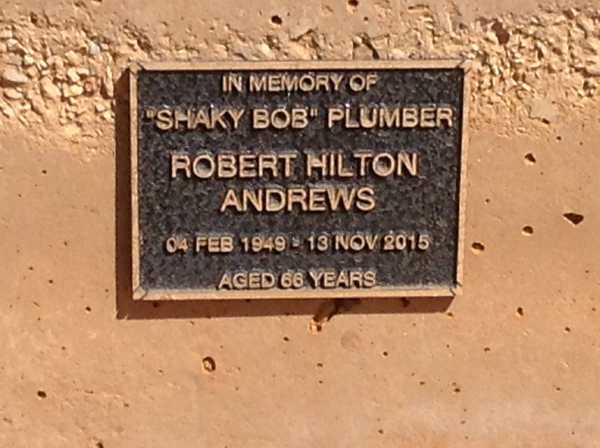 IN MEMORY OF
"SHAKY BOB" PLUMBER
ROBERT HILTON
ANDREWS
04 FEB 1949 - 13 NOV 2015
AGED 66 YEARS